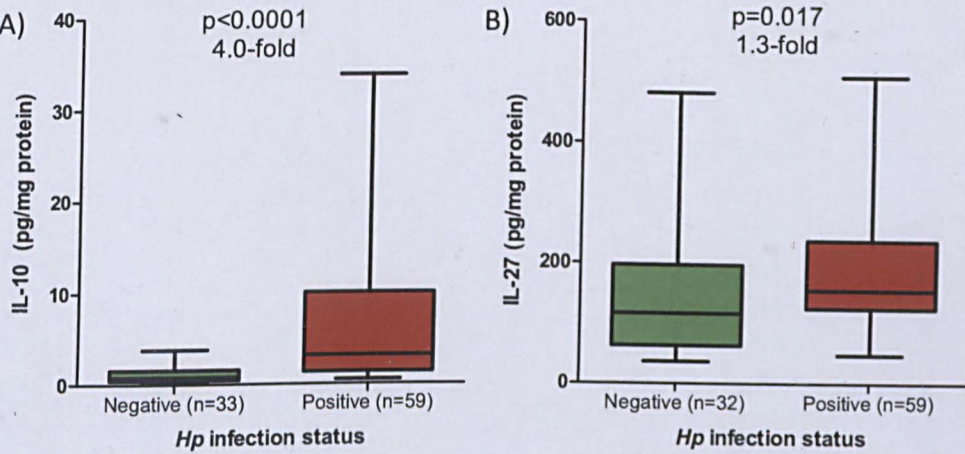 A)
p<0.0001
4.0-fold
IL-10 (pg/mg protein)
40
30
20
10
0
Negative (n=33)
Positive (n=59)
Hp infection status
B)
p=0.017
1.3-fold
IL-27 (pg/mg protein)
600
400
200
0
Negative (n=32)
Positive (n=59)
Hp infection status